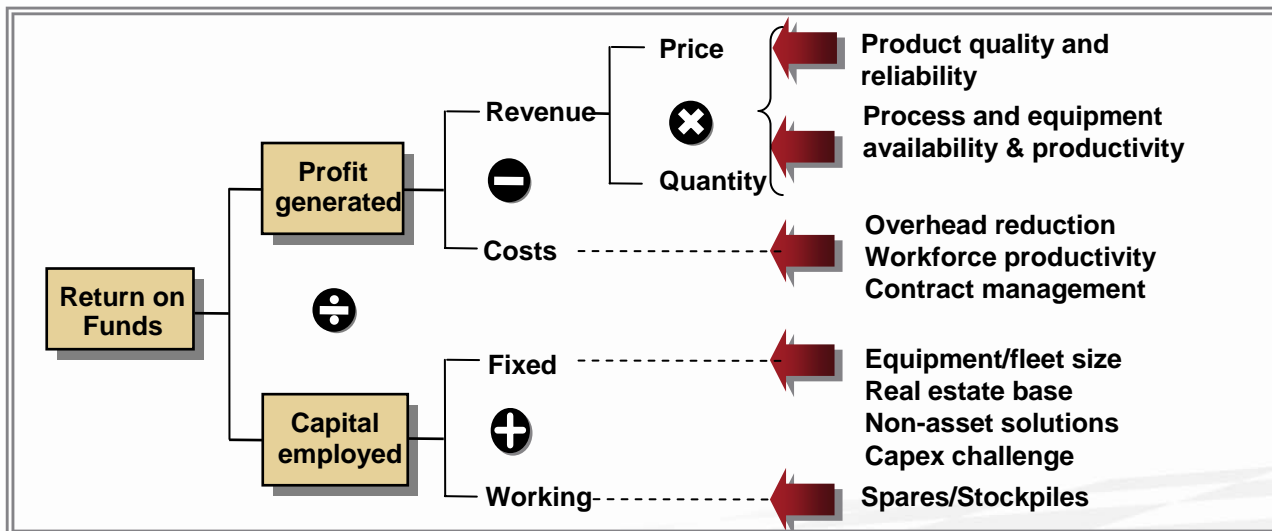 Return on
Funds
Profit
generated
Capital
employed
Revenue
Costs
Fixed
Working
Price
Quantity
Product quality and
reliability
Process and equipment
availability & productivity
Overhead reduction
Workforce productivity
Contract management
Equipment/fleet size
Real estate base
Non-asset solutions
Capex challenge
Spares/Stockpiles